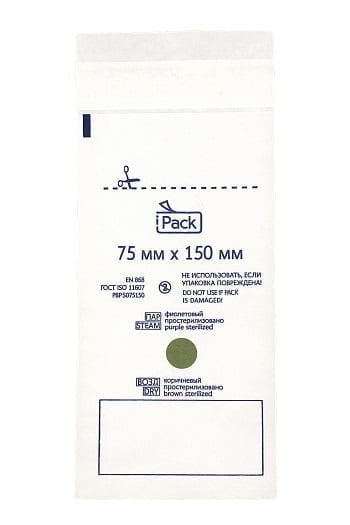 iPack
75 мм x 150 мм
EN 868
ГОСТ ISO 11607
PBPS075150
НЕ ИСПОЛЬЗОВАТЬ, ЕСЛИ
УПАКОВКА ПОВРЕЖДЕНА!
DO NOT USE IF PACK
IS DAMAGED!
ПАР
STEAM
фиолетовый
простерилизовано
purple sterilized
ВОЗД
DRY
коричневый
простерилизовано
brown sterilized